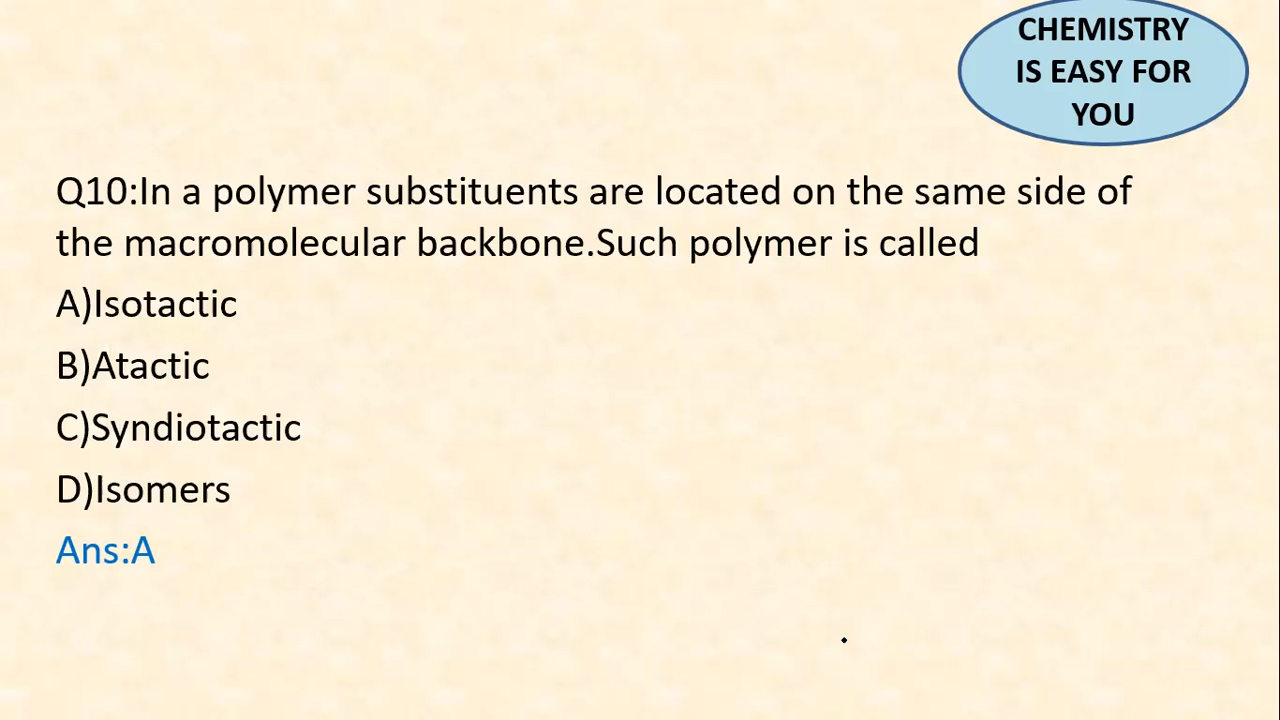 CHEMISTRY
IS EASY FOR
YOU
Q10:In a polymer substituents are located on the same side of
the macromolecular backbone.Such polymer is called
A)Isotactic
B)Atactic
C)Syndiotactic
D)Isomers
Ans:A